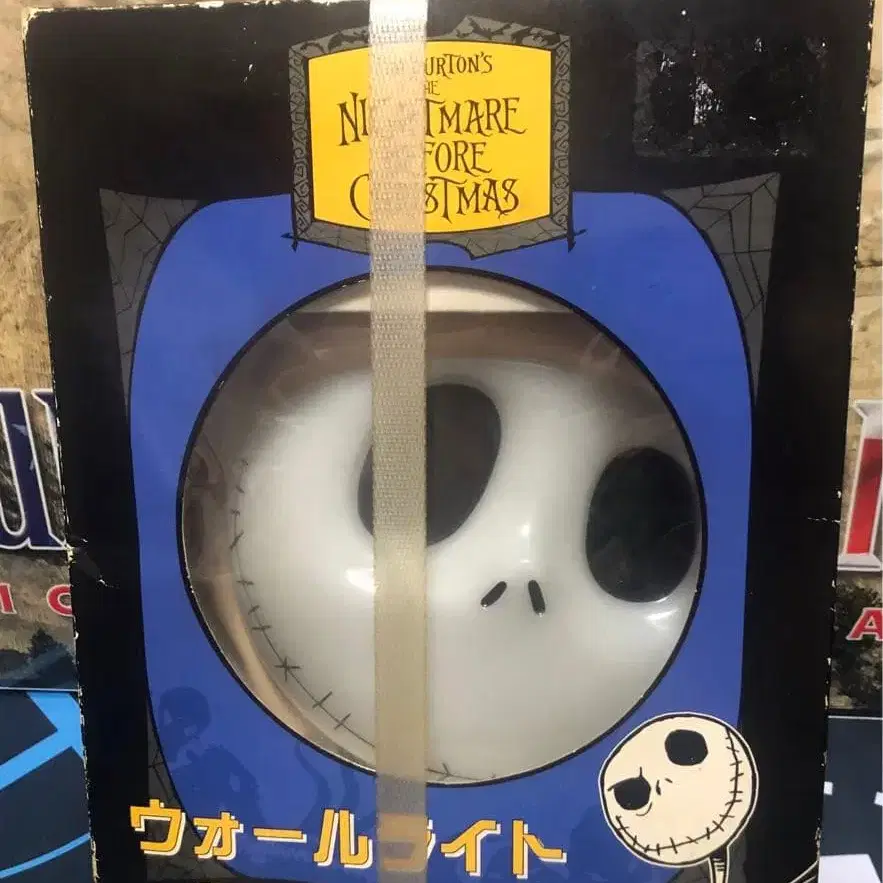 BURTON'S
THE
NIGHTMARE
BEFORE
CHRISTMAS
ウォールライト